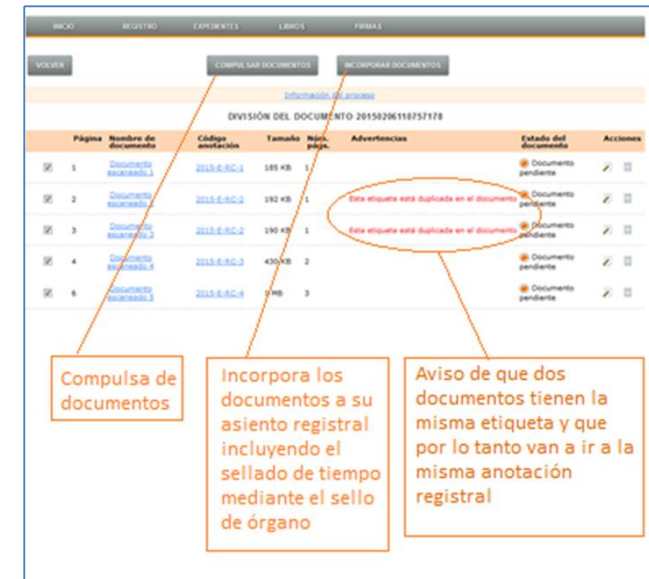 INICIO REGISTRO EXPEDIENTES LIBROS FIRMAS
VOLVER COMPULSAR DOCUMENTOS INCORPORAR DOCUMENTOS
Información del proceso
DIVISIÓN DEL DOCUMENTO 20150206110757178
Página Nombre de documento Código anotación Tamaño Núm. págs. Advertencias Estado del documento Acciones
1 Documento escaneado 1 2015-E-RC-1 185 KB 1 Documento pendiente
2 Documento escaneado 2 2015-E-RC-2 192 KB 1 Esta etiqueta está duplicada en el documento Documento pendiente
3 Documento escaneado 3 2015-E-RC-2 190 KB 1 Esta etiqueta está duplicada en el documento Documento pendiente
4 Documento escaneado 4 2015-E-RC-3 430 KB 2 Documento pendiente
6 Documento escaneado 5 2015-E-RC-4 MB 3 Documento pendiente
Compulsa de
documentos
Incorpora los
documentos a su
asiento registral
incluyendo el
sellado de tiempo
mediante el sello
de órgano
Aviso de que dos
documentos tienen la
misma etiqueta y que
por lo tanto van a ir a la
misma anotación
registral